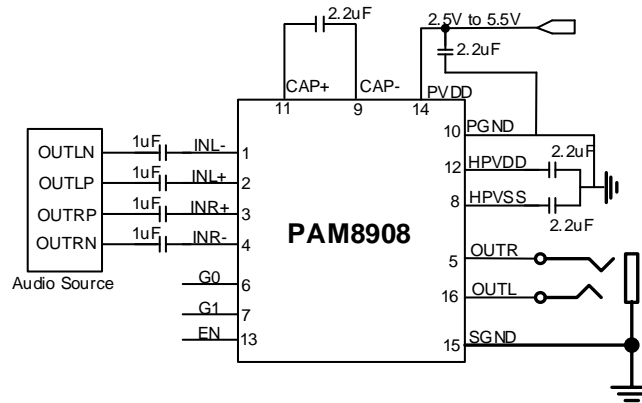 2.2uF
2.5V to 5.5V
2.2uF
CAP+
CAP-
PVDD
11
9
14
10
PGND
1uF
INL-
1
OUTLN
12
HPVDD
2.2uF
1uF
INL+
2
OUTLP
1uF
INR+
3
OUTRP
8
HPVSS
2.2uF
1uF
INR-
4
OUTRN
PAM8908
Audio Source
5
OUTR
G0
6
16
OUTL
G1
7
EN
13
15
SGND